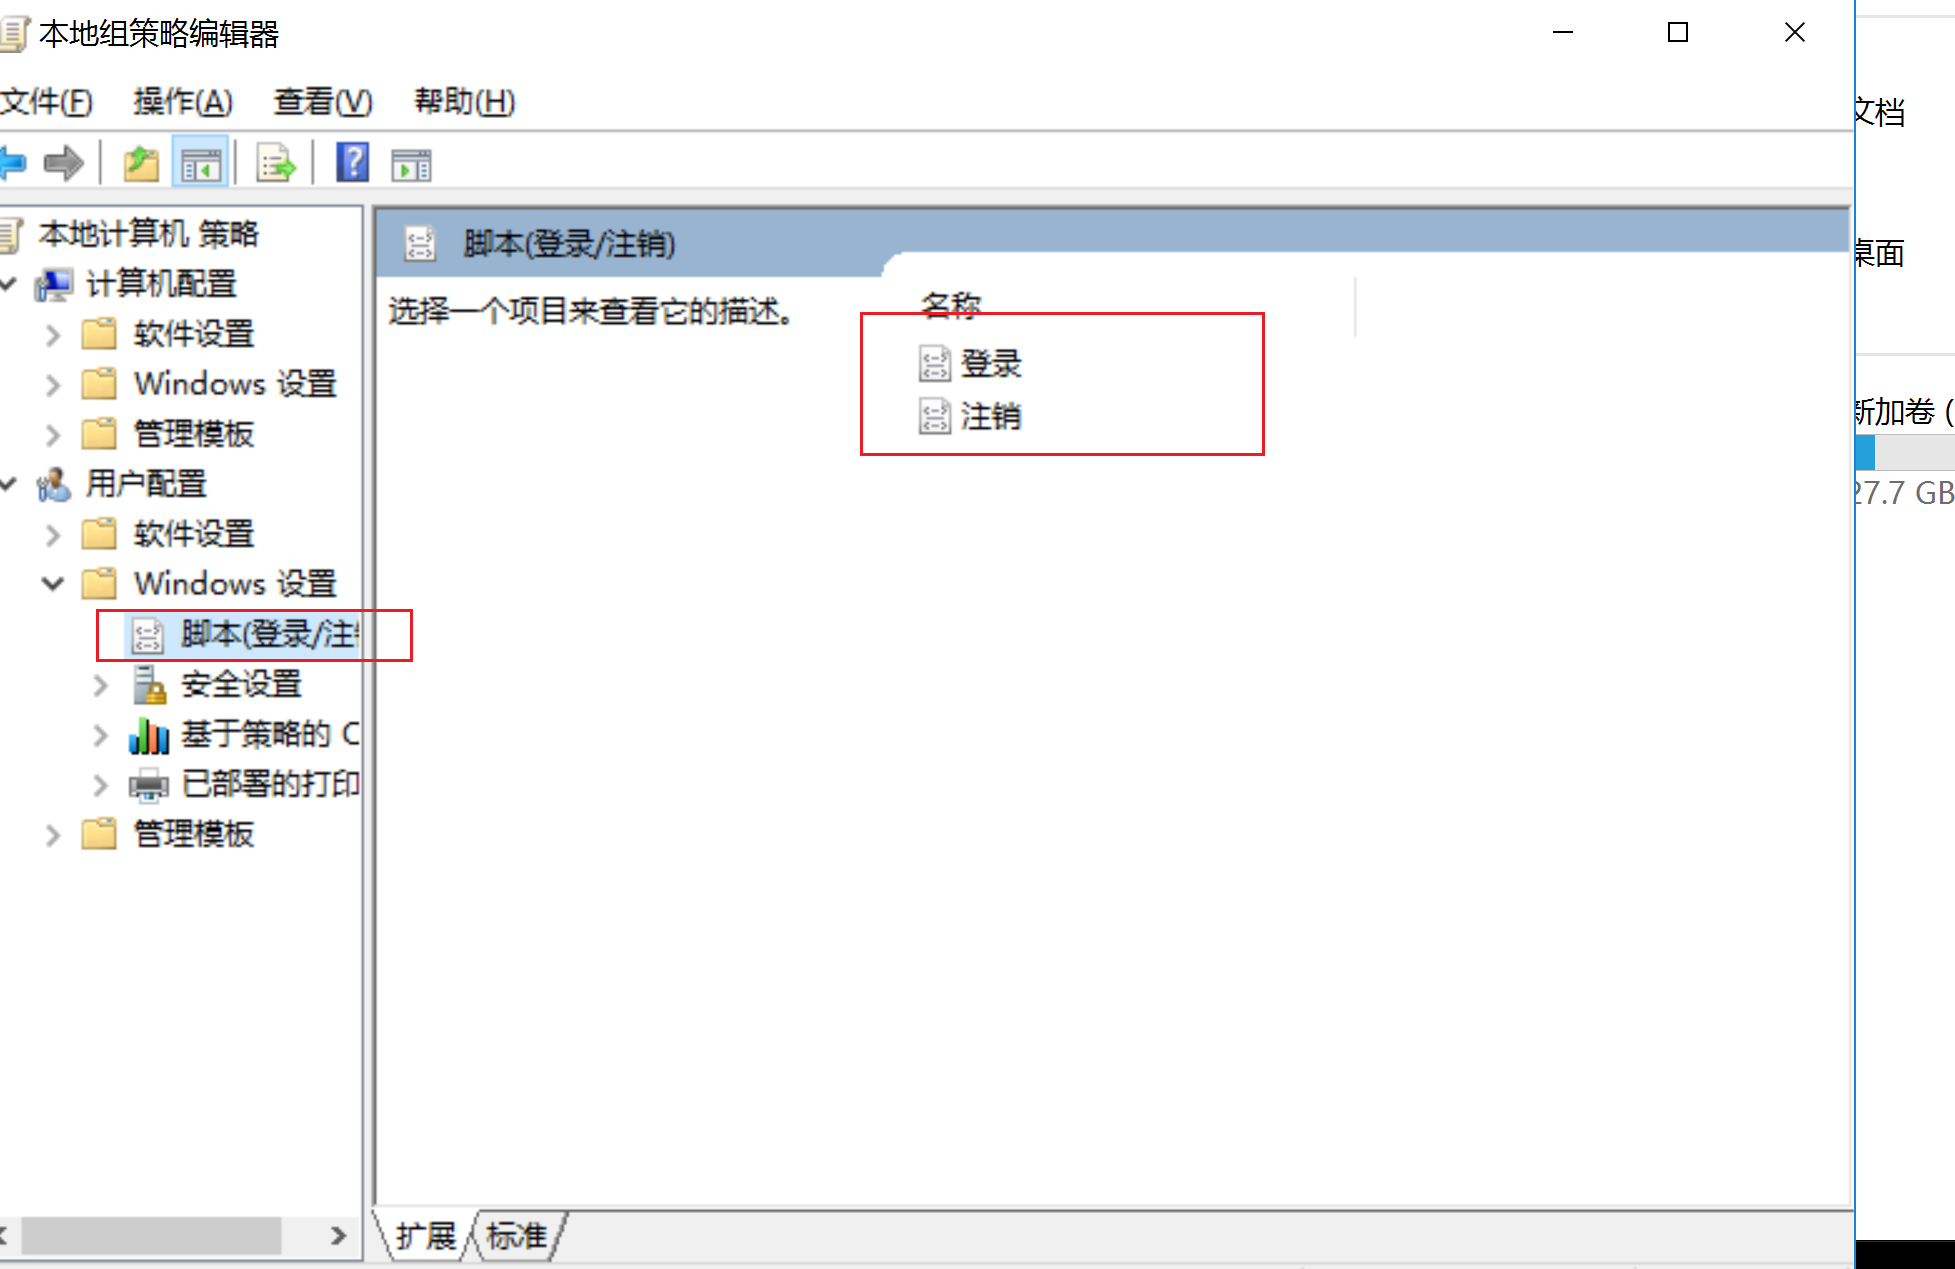 本地组策略编辑器
文件(F) 操作(A) 查看(V) 帮助(H)
本地计算机 策略
计算机配置
软件设置
Windows 设置
管理模板
用户配置
软件设置
Windows 设置
脚本(登录/注
安全设置
基于策略的 C
已部署的打印
管理模板
脚本(登录/注销)
选择一个项目来查看它的描述。
名称
登录
注销
扩展 标准
文档
桌面
新加卷 (
27.7 GB